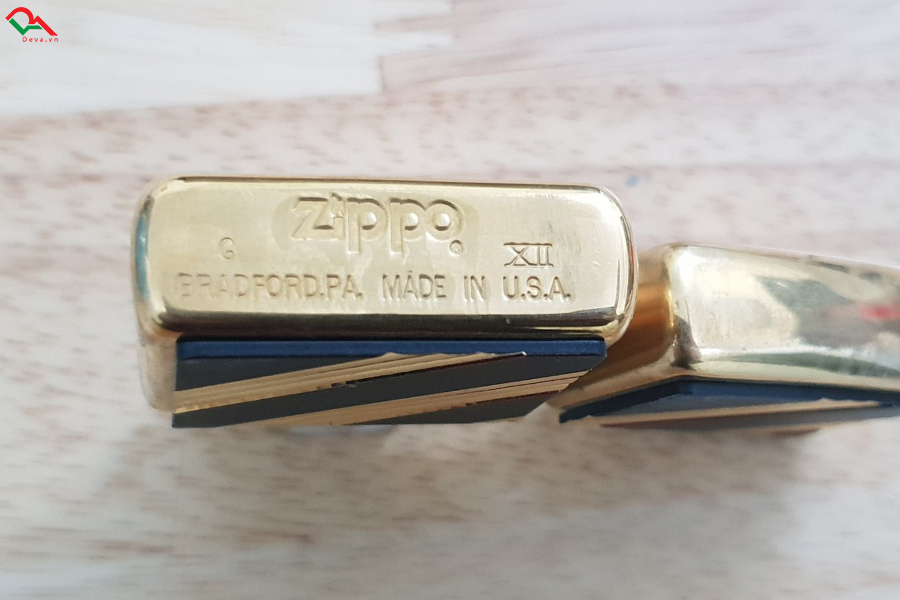 Deva.vn
Zippo®
G XII
BRADFORD.PA. MADE IN U.S.A.